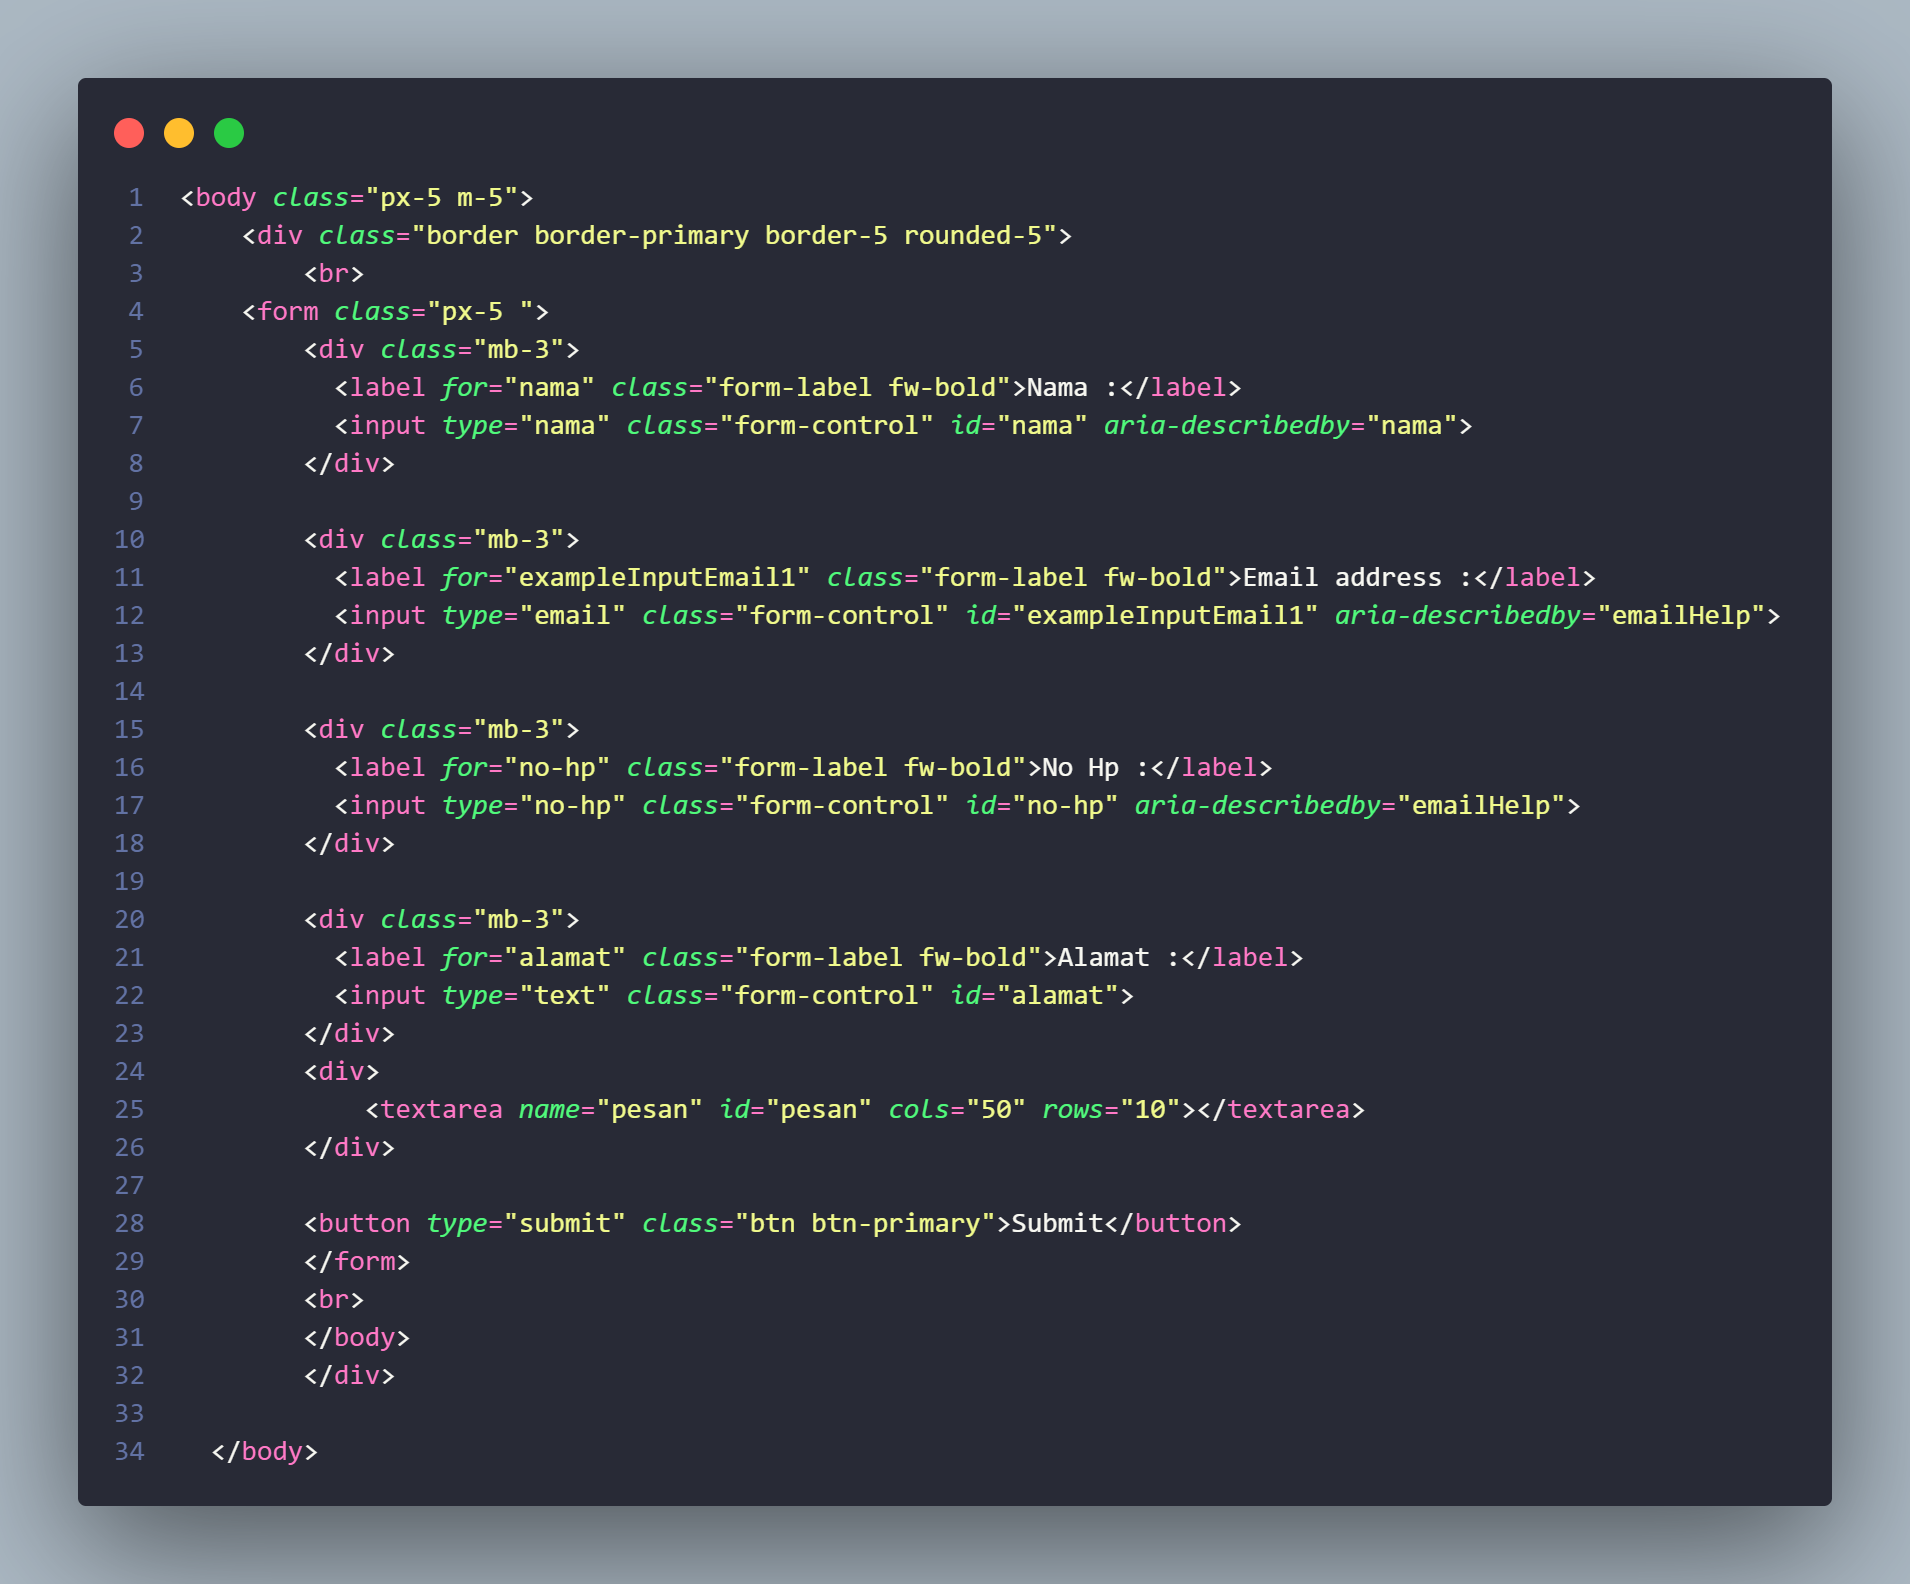 1 <body class="px-5 m-5">
2     <div class="border border-primary border-5 rounded-5">
3         <br>
4     <form class="px-5 ">
5         <div class="mb-3">
6           <label for="nama" class="form-label fw-bold">Nama :</label>
7           <input type="nama" class="form-control" id="nama" aria-describedby="nama">
8         </div>
9
10         <div class="mb-3">
11           <label for="exampleInputEmail1" class="form-label fw-bold">Email address :</label>
12           <input type="email" class="form-control" id="exampleInputEmail1" aria-describedby="emailHelp">
13         </div>
14
15         <div class="mb-3">
16           <label for="no-hp" class="form-label fw-bold">No Hp :</label>
17           <input type="no-hp" class="form-control" id="no-hp" aria-describedby="emailHelp">
18         </div>
19
20         <div class="mb-3">
21           <label for="alamat" class="form-label fw-bold">Alamat :</label>
22           <input type="text" class="form-control" id="alamat">
23         </div>
24         <div>
25             <textarea name="pesan" id="pesan" cols="50" rows="10"></textarea>
26         </div>
27
28         <button type="submit" class="btn btn-primary">Submit</button>
29         </form>
30         <br>
31         </body>
32         </div>
33
34   </body>